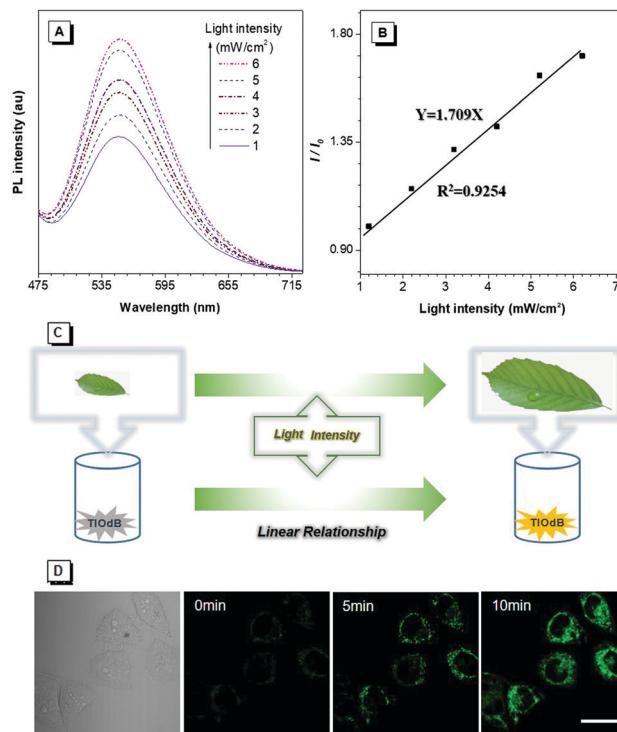 A
Light intensity
(mW/cm²)
6
5
4
3
2
1
PL intensity (au)
475
535
595
655
715
Wavelength (nm)
B
1.80
1.35
0.90
I / I₀
Y=1.709X
R²=0.9254
1
2
3
4
5
6
7
Light intensity (mW/cm²)
C
Light Intensity
TIOdB
TIOdB
Linear Relationship
D
0min
5min
10min